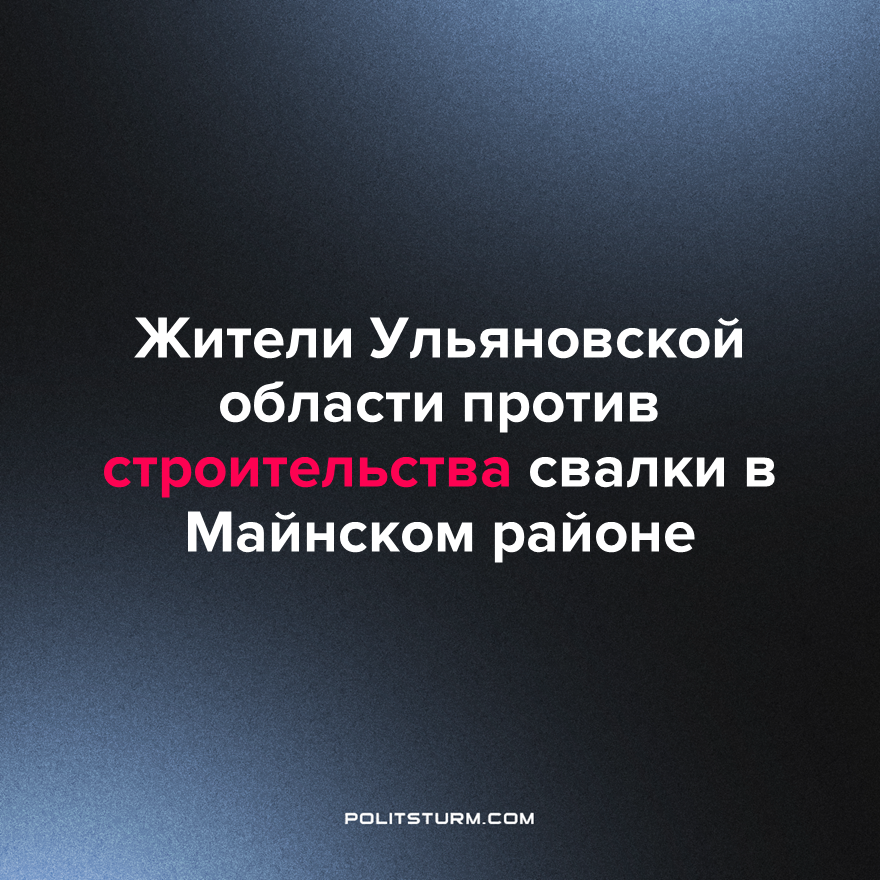 Жители Ульяновской
области против
строительства свалки в
Майнском районе
POLITSTURM.COM